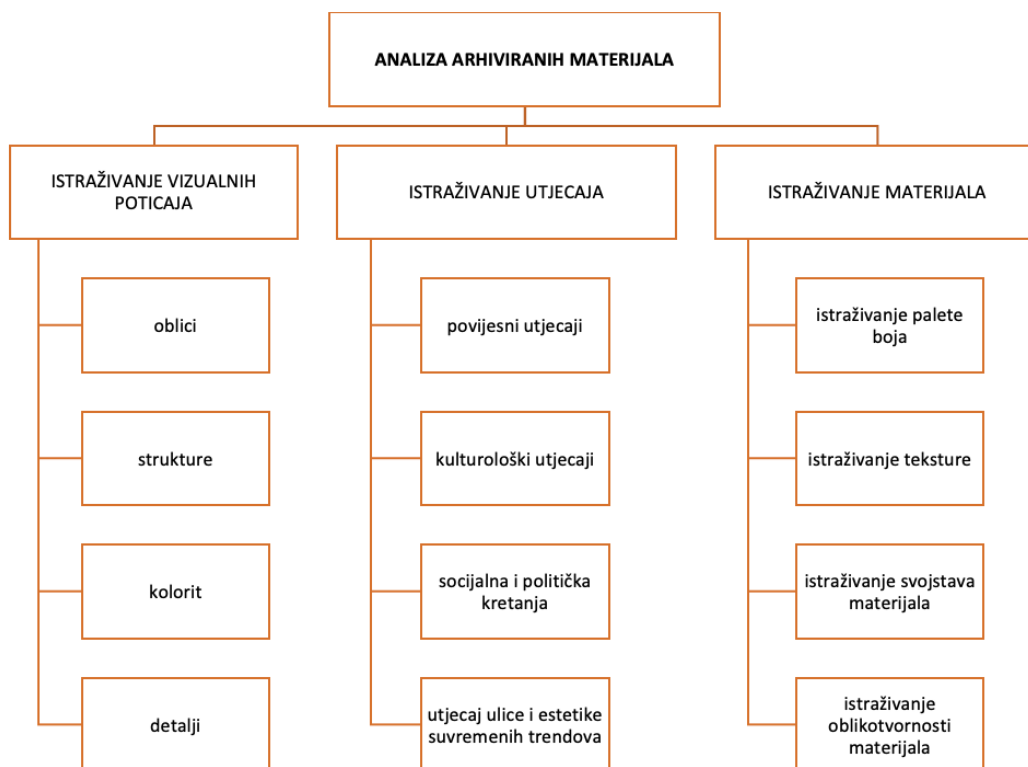 ANALIZA ARHIVIRANIH MATERIJALA
ISTRAŽIVANJE VIZUALNIH
POTICAJA
oblici
strukture
kolorit
detalji
ISTRAŽIVANJE UTJECAJA
povijesni utjecaji
kulturološki utjecaji
socijalna i politička
kretanja
utjecaj ulice i estetike
suvremenih trendova
ISTRAŽIVANJE MATERIJALA
istraživanje palete
boja
istraživanje teksture
istraživanje svojstava
materijala
istraživanje
oblikotvornosti
materijala